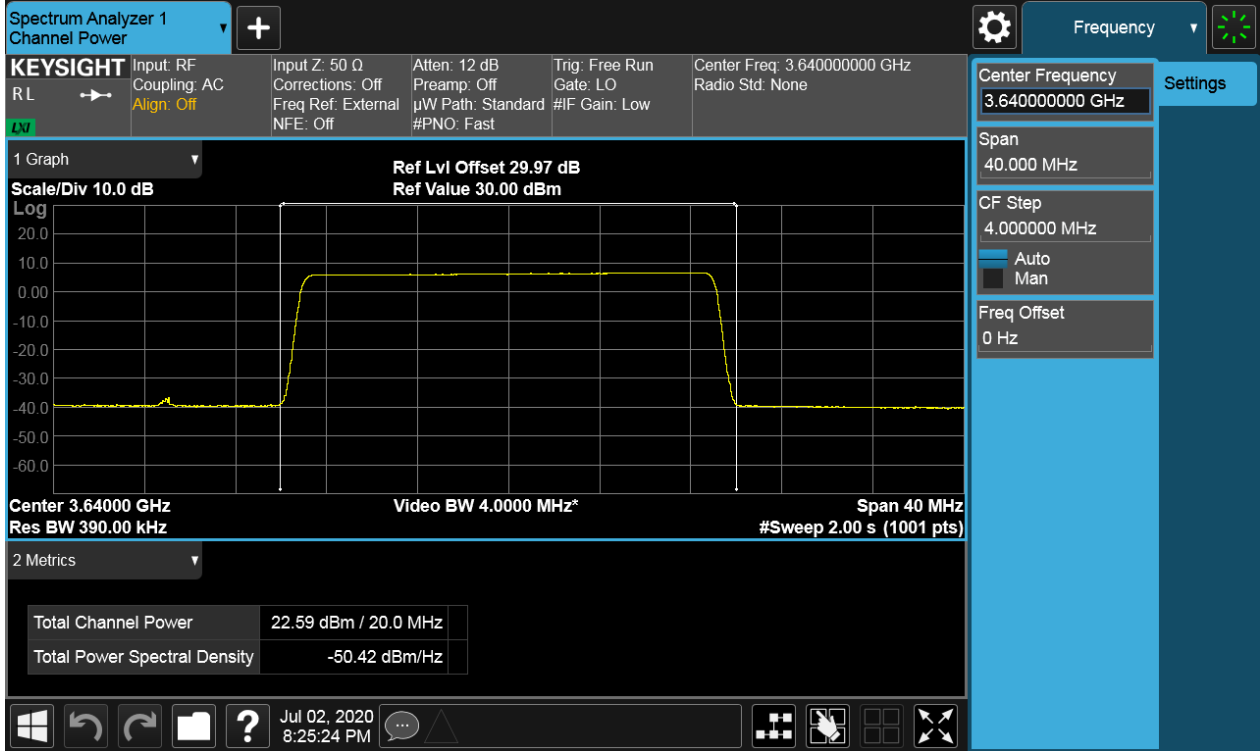 Spectrum Analyzer 1
Channel Power
Frequency
KEYSIGHT
RL
LXI
Input: RF
Coupling: AC
Align: Off
Input Z: 50 Ω
Corrections: Off
Freq Ref: External
NFE: Off
Atten: 12 dB
Preamp: Off
µW Path: Standard
#PNO: Fast
Trig: Free Run
Gate: LO
#IF Gain: Low
Center Freq: 3.640000000 GHz
Radio Std: None
Center Frequency
3.640000000 GHz
Settings
Span
40.000 MHz
CF Step
4.000000 MHz
Auto
Man
Freq Offset
0 Hz
1 Graph
Scale/Div 10.0 dB
Ref Lvl Offset 29.97 dB
Ref Value 30.00 dBm
Log
20.0
10.0
0.00
-10.0
-20.0
-30.0
-40.0
-50.0
-60.0
Center 3.64000 GHz
Video BW 4.0000 MHz*
Span 40 MHz
Res BW 390.00 kHz
#Sweep 2.00 s (1001 pts)
2 Metrics
Total Channel Power 22.59 dBm / 20.0 MHz
Total Power Spectral Density -50.42 dBm/Hz
Jul 02, 2020
8:25:24 PM